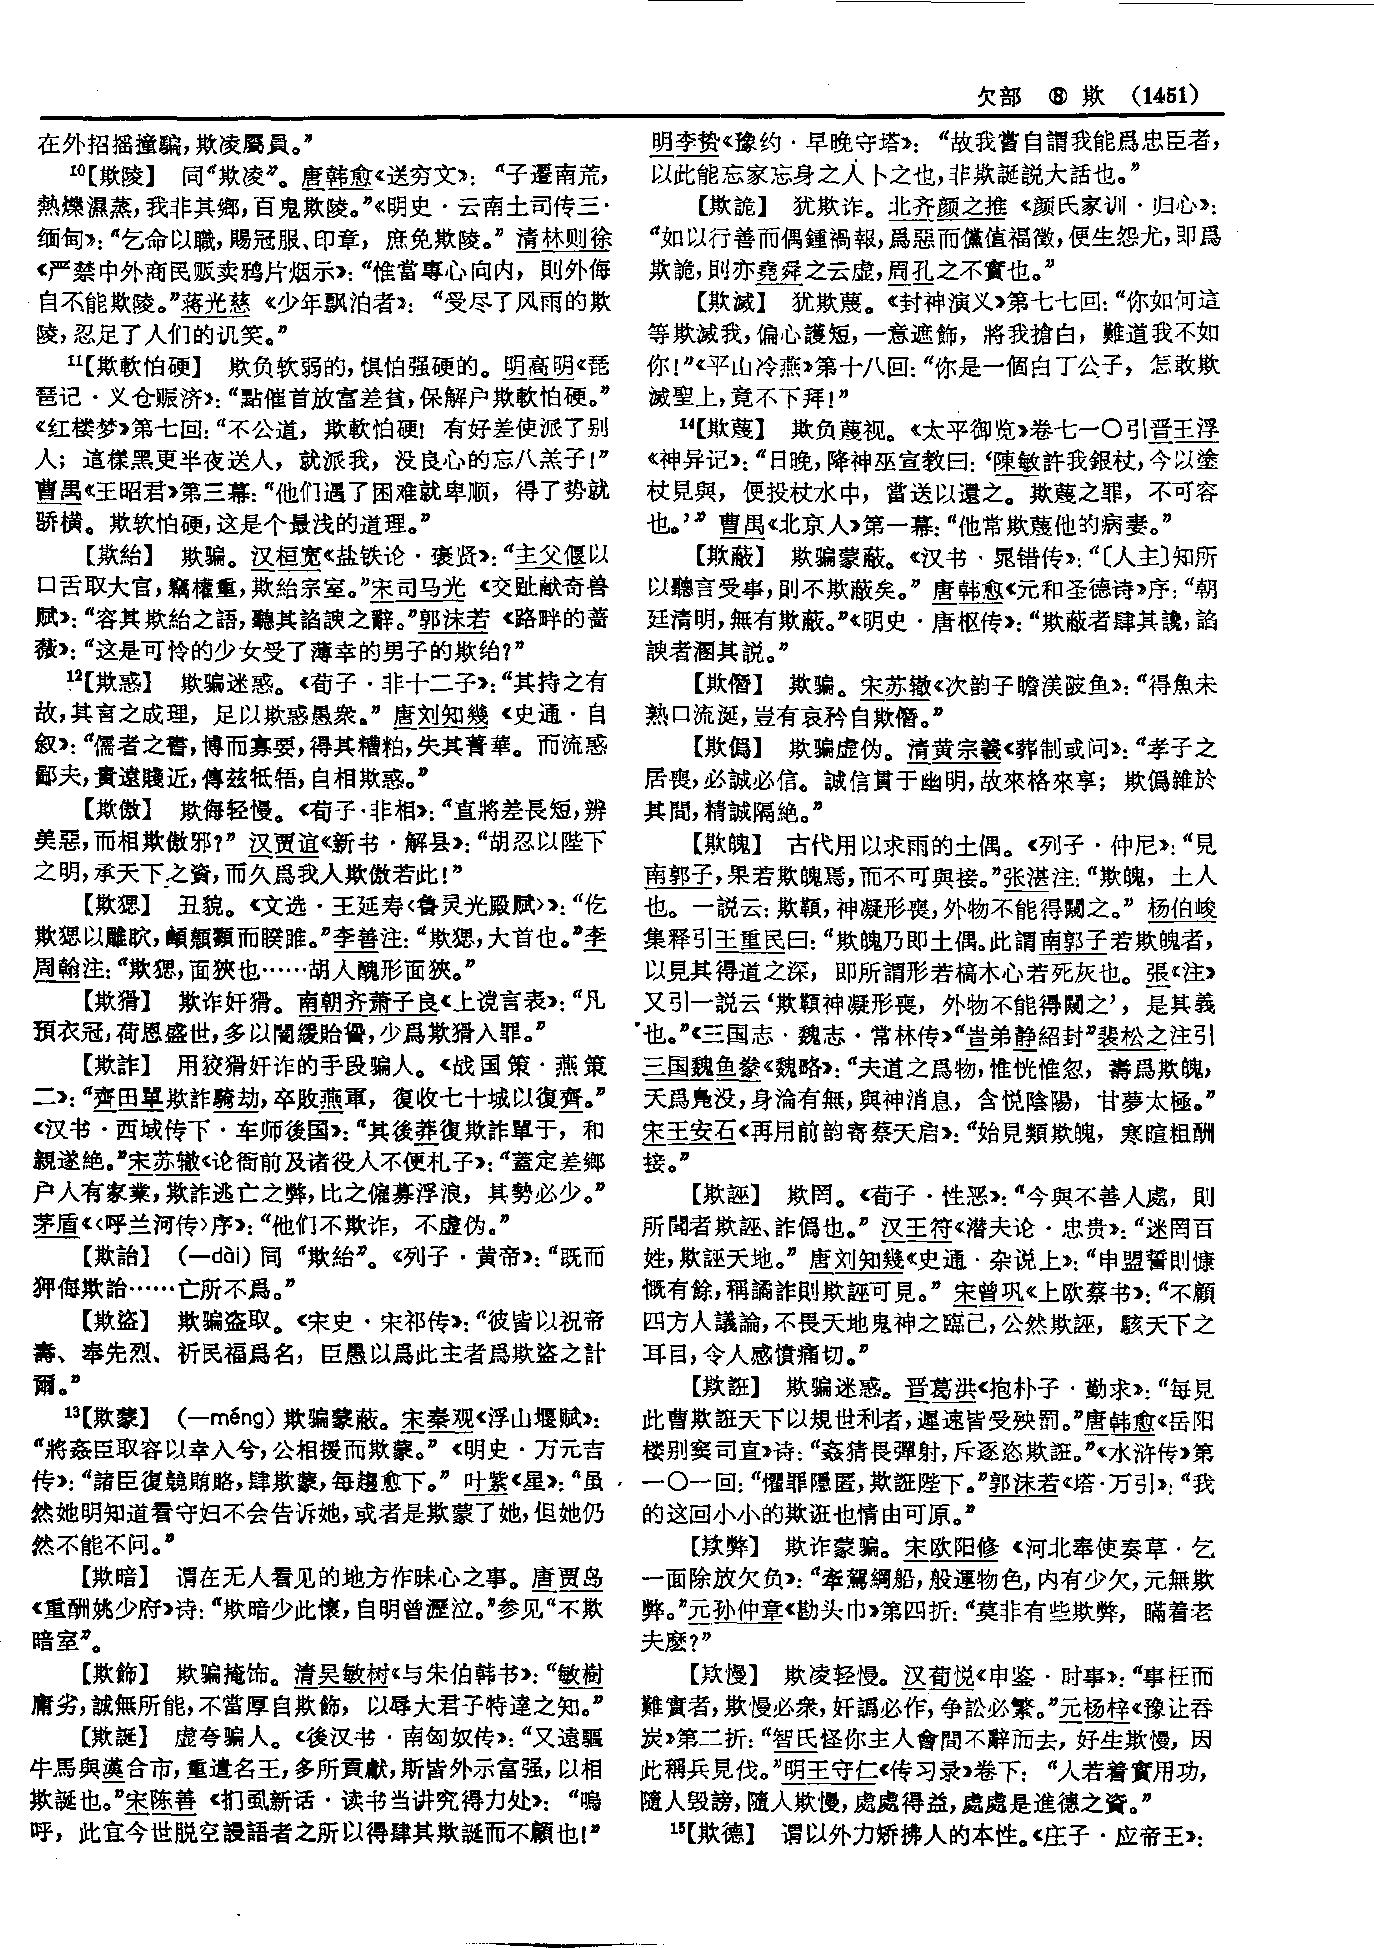 欠部 ⑧ 欺 (1451)
在外招摇撞騙，欺凌屬員。”
10【欺陵】 同“欺凌”。唐韩愈《送穷文》：“子遷南荒，
熱爍濕蒸，我非其鄉，百鬼欺陵。”《明史·云南土司传三·
缅甸》：“乞命以職，賜冠服、印章，庶免欺陵。”清林则徐
《严禁中外商民贩卖鸦片烟示》：“惟當專心向内，則外侮
自不能欺陵。”蒋光慈《少年飘泊者》：“受尽了风雨的欺
陵，忍足了人们的讥笑。”
11【欺軟怕硬】 欺负软弱的，惧怕强硬的。明高明《琵
琶记·义仓赈济》：“點催首放富差貧，保解户欺軟怕硬。”
《红楼梦》第七回：“不公道，欺軟怕硬！有好差使派了别
人；這樣黑更半夜送人，就派我，没良心的忘八羔子！”
曹禺《王昭君》第三幕：“他们遇了困难就卑顺，得了势就
骄横。欺软怕硬，这是个最浅的道理。”
【欺紿】 欺骗。汉桓宽《盐铁论·褒贤》：“主父偃以
口舌取大官，竊權重，欺紿宗室。”宋司马光《交趾献奇兽
赋》：“容其欺紿之語，聽其諂諛之辭。”郭沫若《路畔的蔷
薇》：“这是可怜的少女受了薄幸的男子的欺绐？”
12【欺惑】 欺骗迷惑。《荀子·非十二子》：“其持之有
故，其言之成理，足以欺惑愚衆。”唐刘知幾《史通·自
叙》：“儒者之書，博而寡要，得其糟粕，失其菁華。而流惑
鄙夫，貴遠賤近，傳兹牴牾，自相欺惑。”
【欺傲】 欺侮轻慢。《荀子·非相》：“直將差長短，辨
美惡，而相欺傲邪？”汉贾谊《新书·解县》：“胡忍以陛下
之明，承天下之資，而久爲我人欺傲若此！”
【欺䚡】 丑貌。《文选·王延寿〈鲁灵光殿赋〉》：“仡
欺䚡以鵰䀏，䫜顟顟而睽睢。”李善注：“欺䚡，大首也。”李
周翰注：“欺䚡，面狹也……胡人醜形面狹。”
【欺猾】 欺诈奸猾。南朝齐萧子良《上谠言表》：“凡
預衣冠，荷恩盛世，多以闇緩貽𠍴，少爲欺猾入罪。”
【欺詐】 用狡猾奸诈的手段骗人。《战国策·燕策
二》：“齊田單欺詐騎劫，卒敗燕軍，復收七十城以復齊。”
《汉书·西域传下·车师後国》：“其後莽復欺詐單于，和
親遂絶。”宋苏辙《论衙前及诸役人不便札子》：“蓋定差鄉
户人有家業，欺詐逃亡之弊，比之僱募浮浪，其勢必少。”
茅盾《〈呼兰河传〉序》：“他们不欺诈，不虚伪。”
【欺詒】 (—dài) 同“欺紿”。《列子·黄帝》：“既而
狎侮欺詒……亡所不爲。”
【欺盜】 欺骗盗取。《宋史·宋祁传》：“彼皆以祝帝
壽、奉先烈、祈民福爲名，臣愚以爲此主者爲欺盜之計
爾。”
13【欺蒙】 (—méng) 欺骗蒙蔽。宋秦观《浮山堰赋》：
“將姦臣取容以幸入兮，公相援而欺蒙。”《明史·万元吉
传》：“諸臣復競賄賂，肆欺蒙，每趨愈下。”叶紫《星》：“虽
然她明知道看守妇不会告诉她，或者是欺蒙了她，但她仍
然不能不问。”
【欺暗】 谓在无人看见的地方作昧心之事。唐贾岛
《重酬姚少府》诗：“欺暗少此懷，自明曾瀝泣。”参见“不欺
暗室”。
【欺飾】 欺骗掩饰。清吴敏树《与朱伯韩书》：“敏樹
庸劣，誠無所能，不當厚自欺飾，以辱大君子特達之知。”
【欺誕】 虚夸骗人。《後汉书·南匈奴传》：“又遠驅
牛馬與漢合市，重遣名王，多所貢獻，斯皆外示富强，以相
欺誕也。”宋陈善《扪虱新话·读书当讲究得力处》：“嗚
呼，此宜今世脱空謾語者之所以得肆其欺誕而不顧也！”
明李贽《豫约·早晚守塔》：“故我舊自謂我能爲忠臣者，
以此能忘家忘身之人卜之也，非欺誕説大話也。”
【欺詭】 犹欺诈。北齐颜之推《颜氏家训·归心》：
“如以行善而偶鍾禍報，爲惡而儻值福徵，便生怨尤，即爲
欺詭，則亦堯舜之云虚，周孔之不實也。”
【欺滅】 犹欺蔑。《封神演义》第七七回：“你如何這
等欺滅我，偏心護短，一意遮飾，將我搶白，難道我不如
你！”《平山冷燕》第十八回：“你是一個白丁公子，怎敢欺
滅聖上，竟不下拜！”
14【欺蔑】 欺负蔑视。《太平御览》卷七一〇引晋王浮
《神异记》：“日晚，降神巫宣教曰：‘陳敏許我銀杖，今以塗
杖見與，便投杖水中，當送以還之。欺蔑之罪，不可容
也。’”曹禺《北京人》第一幕：“他常欺蔑他的病妻。”
【欺蔽】 欺骗蒙蔽。《汉书·晁错传》：“〔人主〕知所
以聽言受事，則不欺蔽矣。”唐韩愈《元和圣德诗》序：“朝
廷清明，無有欺蔽。”《明史·唐枢传》：“欺蔽者肆其讒，諂
諛者溷其説。”
【欺僭】 欺骗。宋苏辙《次韵子瞻渼陂鱼》：“得魚未
熟口流涎，豈有哀矜自欺僭。”
【欺僞】 欺骗虚伪。清黄宗羲《葬制或问》：“孝子之
居喪，必誠必信。誠信貫于幽明，故來格來享；欺僞雜於
其間，精誠隔絶。”
【欺魄】 古代用以求雨的土偶。《列子·仲尼》：“見
南郭子，果若欺魄焉，而不可與接。”张湛注：“欺魄，土人
也。一説云：欺顐，神凝形喪，外物不能得闚之。”杨伯峻
集释引王重民曰：“欺魄乃即土偶。此謂南郭子若欺魄者，
以見其得道之深，即所謂形若槁木心若死灰也。張《注》
又引一説云‘欺顐神凝形喪，外物不能得闚之’，是其義
也。”《三国志·魏志·常林传》“峕弟静紹封”裴松之注引
三国魏鱼豢《魏略》：“夫道之爲物，惟恍惟忽，壽爲欺魄，
夭爲鳧没，身淪有無，與神消息，含悦陰陽，甘夢太極。”
宋王安石《再用前韵寄蔡天启》：“始見類欺魄，寒暄粗酬
接。”
【欺誣】 欺罔。《荀子·性恶》：“今與不善人處，則
所聞者欺誣、詐僞也。”汉王符《潜夫论·忠贵》：“迷罔百
姓，欺誣天地。”唐刘知幾《史通·杂说上》：“申盟誓則慷
慨有餘，稱譎詐則欺誣可見。”宋曾巩《上欧蔡书》：“不顧
四方人議論，不畏天地鬼神之臨己，公然欺誣，駭天下之
耳目，令人感憤痛切。”
【欺誑】 欺骗迷惑。晋葛洪《抱朴子·勤求》：“每見
此曹欺誑天下以規世利者，遲速皆受殃罰。”唐韩愈《岳阳
楼别窦司直》诗：“姦猜畏彈射，斥逐恣欺誑。”《水浒传》第
一〇一回：“懼罪隱匿，欺誑陛下。”郭沫若《塔·万引》：“我
的这回小小的欺诳也情由可原。”
【欺弊】 欺诈蒙骗。宋欧阳修《河北奉使奏草·乞
一面除放欠负》：“牽駕綱船，般運物色，内有少欠，元無欺
弊。”元孙仲章《勘头巾》第四折：“莫非有些欺弊，瞞着老
夫麽？”
【欺慢】 欺凌轻慢。汉荀悦《申鉴·时事》：“事枉而
難實者，欺慢必衆，奸譌必作，争訟必繁。”元杨梓《豫让吞
炭》第二折：“智氏怪你主人會間不辭而去，好生欺慢，因
此稱兵見伐。”明王守仁《传习录》卷下：“人若着實用功，
隨人毁謗，隨人欺慢，處處得益，處處是進德之資。”
15【欺德】 谓以外力矫拂人的本性。《庄子·应帝王》：